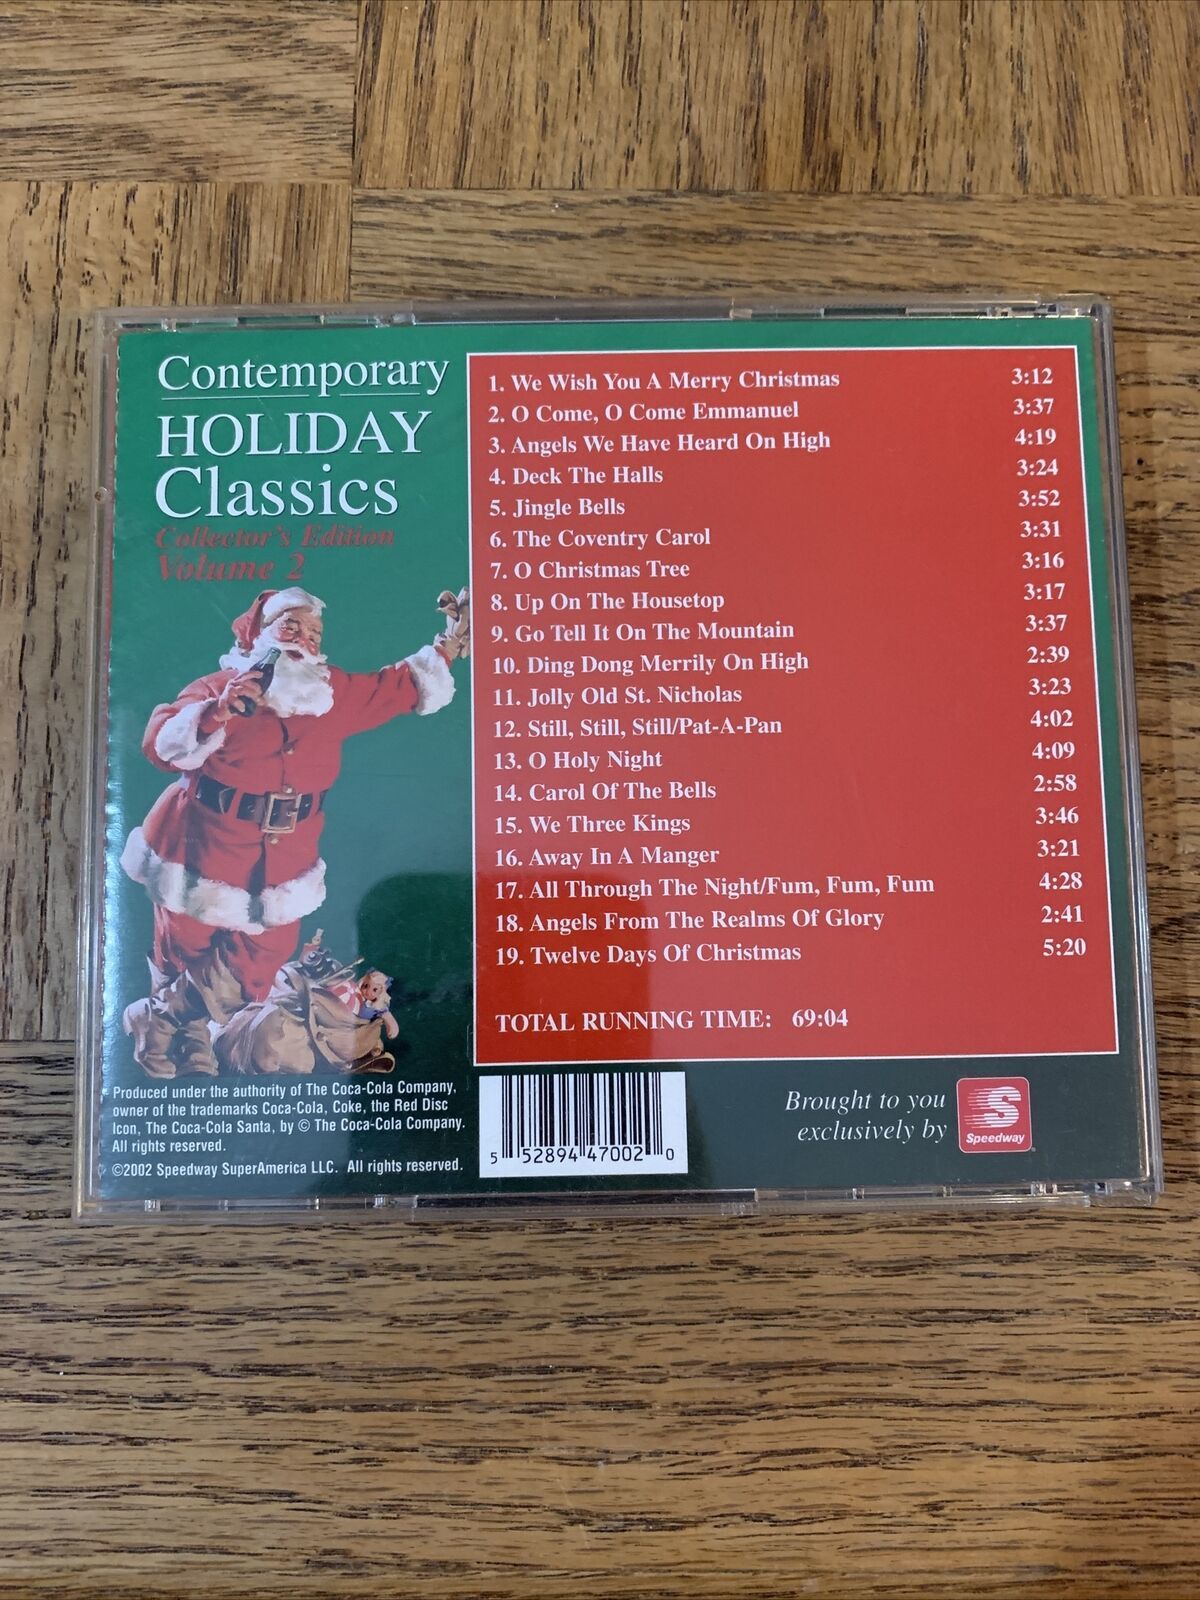 Contemporary
HOLIDAY
Classics
Collector's Edition
Volume 2
1. We Wish You A Merry Christmas 3:12
2. O Come, O Come Emmanuel 3:37
3. Angels We Have Heard On High 4:19
4. Deck The Halls 3:24
5. Jingle Bells 3:52
6. The Coventry Carol 3:31
7. O Christmas Tree 3:16
8. Up On The Housetop 3:17
9. Go Tell It On The Mountain 3:37
10. Ding Dong Merrily On High 2:39
11. Jolly Old St. Nicholas 3:23
12. Still, Still, Still/Pat-A-Pan 4:02
13. O Holy Night 4:09
14. Carol Of The Bells 2:58
15. We Three Kings 3:46
16. Away In A Manger 3:21
17. All Through The Night/Fum, Fum, Fum 4:28
18. Angels From The Realms Of Glory 2:41
19. Twelve Days Of Christmas 5:20
TOTAL RUNNING TIME: 69:04
Produced under the authority of The Coca-Cola Company,
owner of the trademarks Coca-Cola, Coke, the Red Disc
Icon, The Coca-Cola Santa, by © The Coca-Cola Company.
All rights reserved.
©2002 Speedway SuperAmerica LLC. All rights reserved.
5 52894 47002 0
Brought to you
exclusively by
S
Speedway